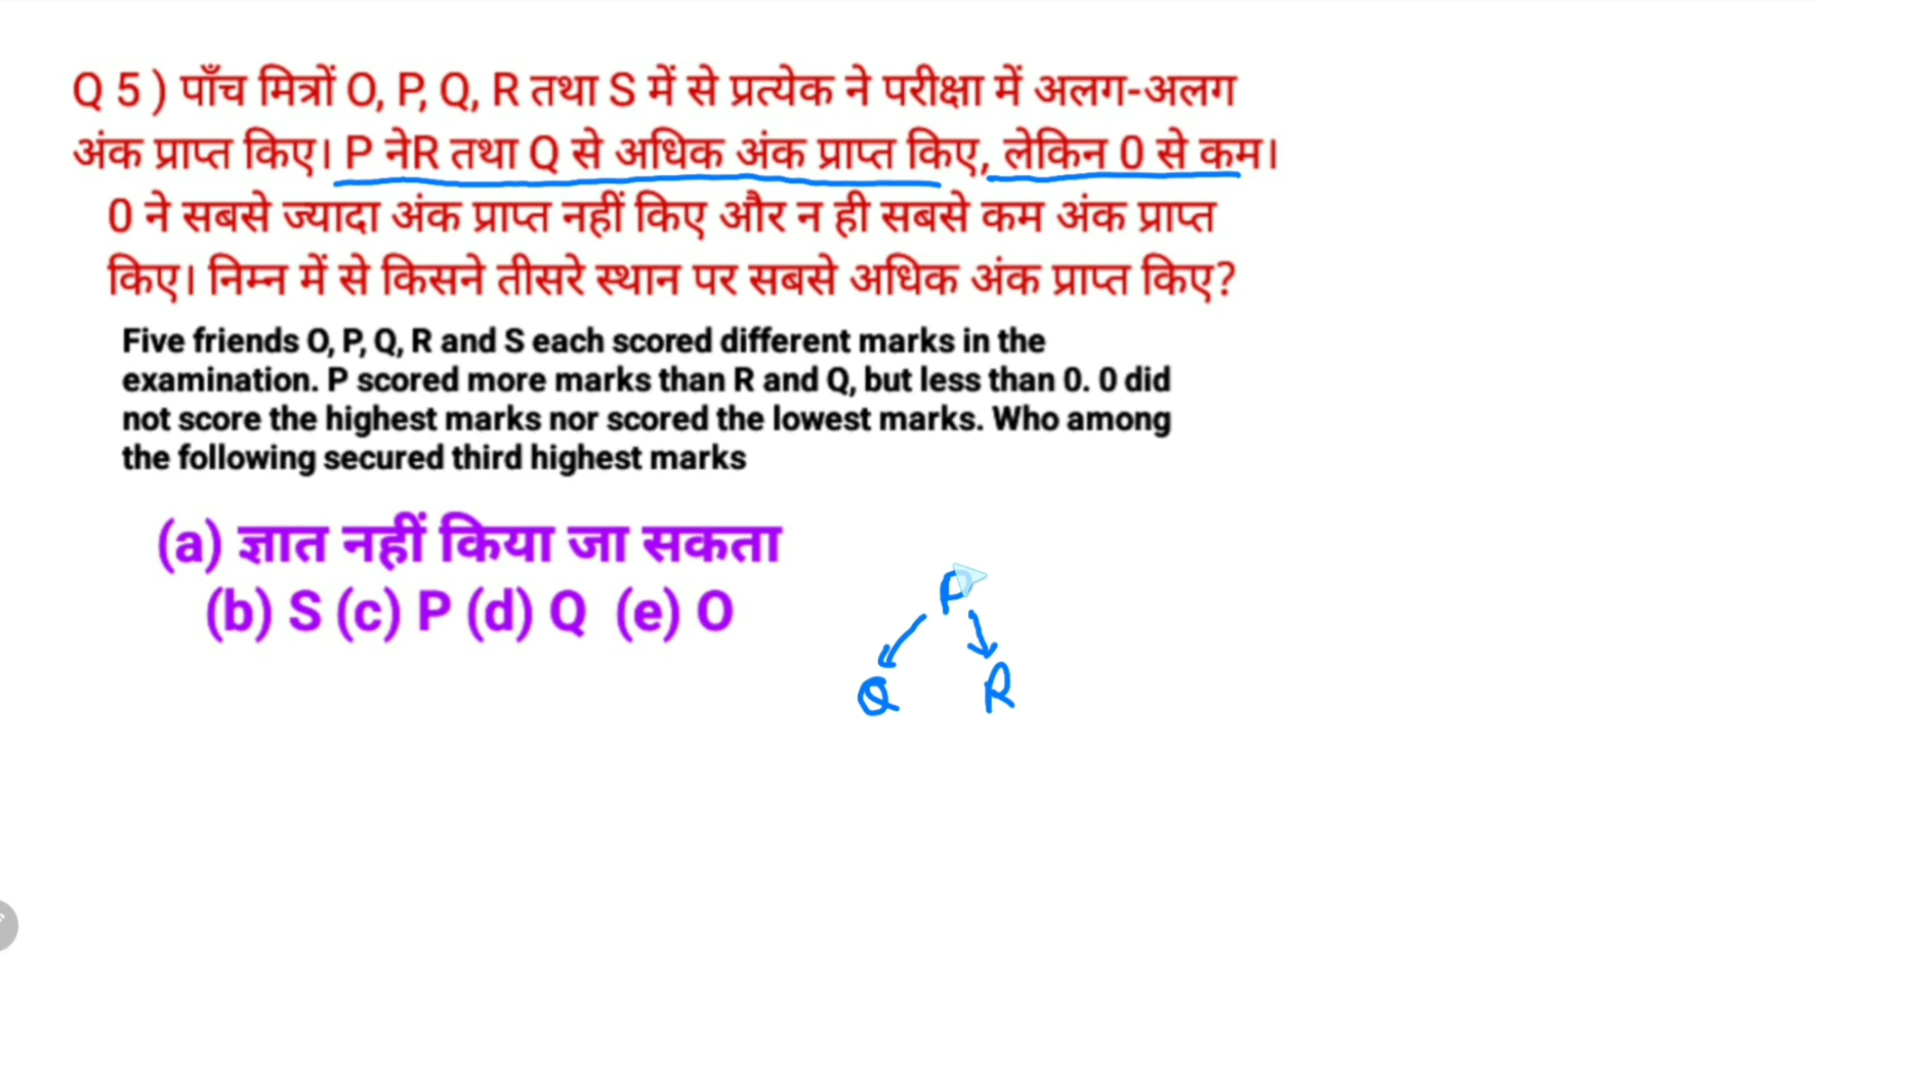 Q 5 ) पाँच मित्रों O, P, Q, R तथा S में से प्रत्येक ने परीक्षा में अलग-अलग
अंक प्राप्त किए। P नेR तथा Q से अधिक अंक प्राप्त किए, लेकिन 0 से कम।
0 ने सबसे ज्यादा अंक प्राप्त नहीं किए और न ही सबसे कम अंक प्राप्त
किए। निम्न में से किसने तीसरे स्थान पर सबसे अधिक अंक प्राप्त किए?
Five friends O, P, Q, R and S each scored different marks in the
examination. P scored more marks than R and Q, but less than 0. 0 did
not score the highest marks nor scored the lowest marks. Who among
the following secured third highest marks
(a) ज्ञात नहीं किया जा सकता
(b) S (c) P (d) Q (e) O
P
Q R